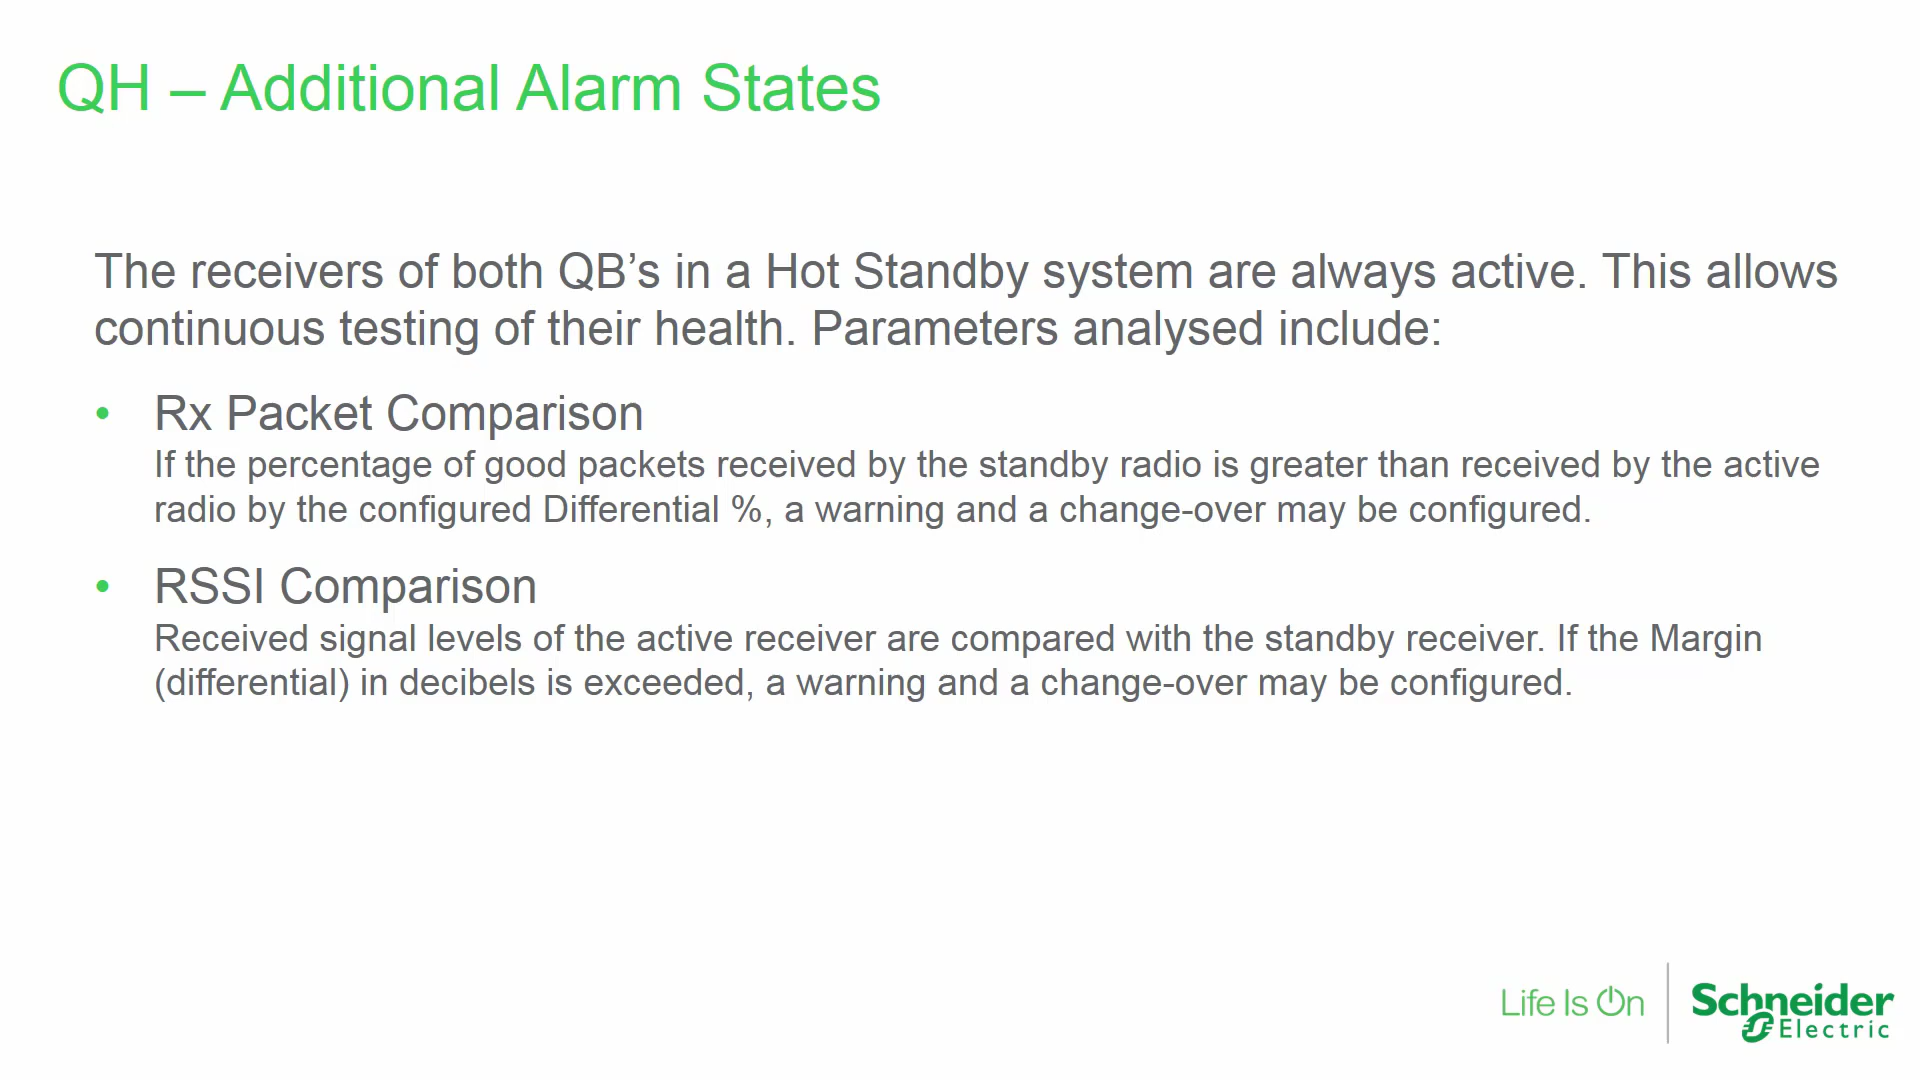 QH – Additional Alarm States
The receivers of both QB’s in a Hot Standby system are always active. This allows
continuous testing of their health. Parameters analysed include:
• Rx Packet Comparison
If the percentage of good packets received by the standby radio is greater than received by the active
radio by the configured Differential %, a warning and a change-over may be configured.
• RSSI Comparison
Received signal levels of the active receiver are compared with the standby receiver. If the Margin
(differential) in decibels is exceeded, a warning and a change-over may be configured.
Life Is On
Schneider
Electric